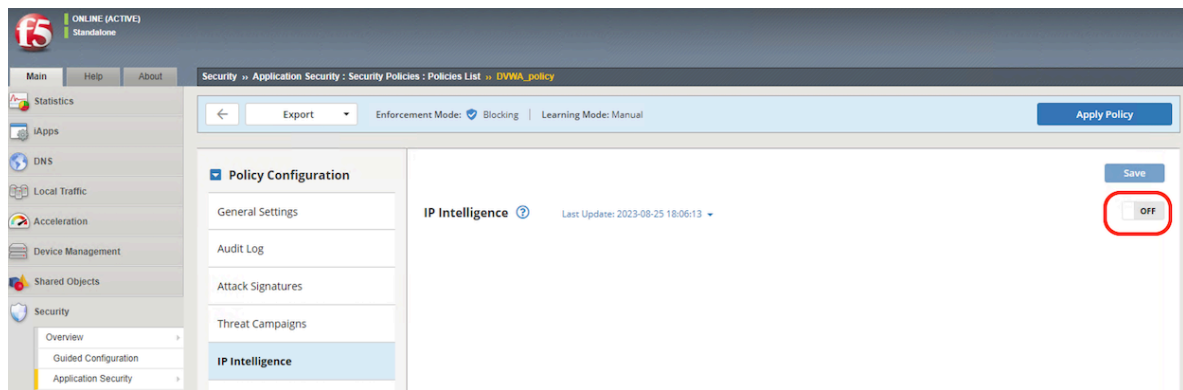 f5
ONLINE (ACTIVE)
Standalone
Main Help About
Security ›› Application Security : Security Policies : Policies List ›› DVWA_policy
Statistics
iApps
DNS
Local Traffic
Acceleration
Device Management
Shared Objects
Security
Overview
Guided Configuration
Application Security
← Export Enforcement Mode: Blocking | Learning Mode: Manual Apply Policy
Policy Configuration
General Settings
Audit Log
Attack Signatures
Threat Campaigns
IP Intelligence
Save
IP Intelligence ? Last Update: 2023-08-25 18:06:13 OFF